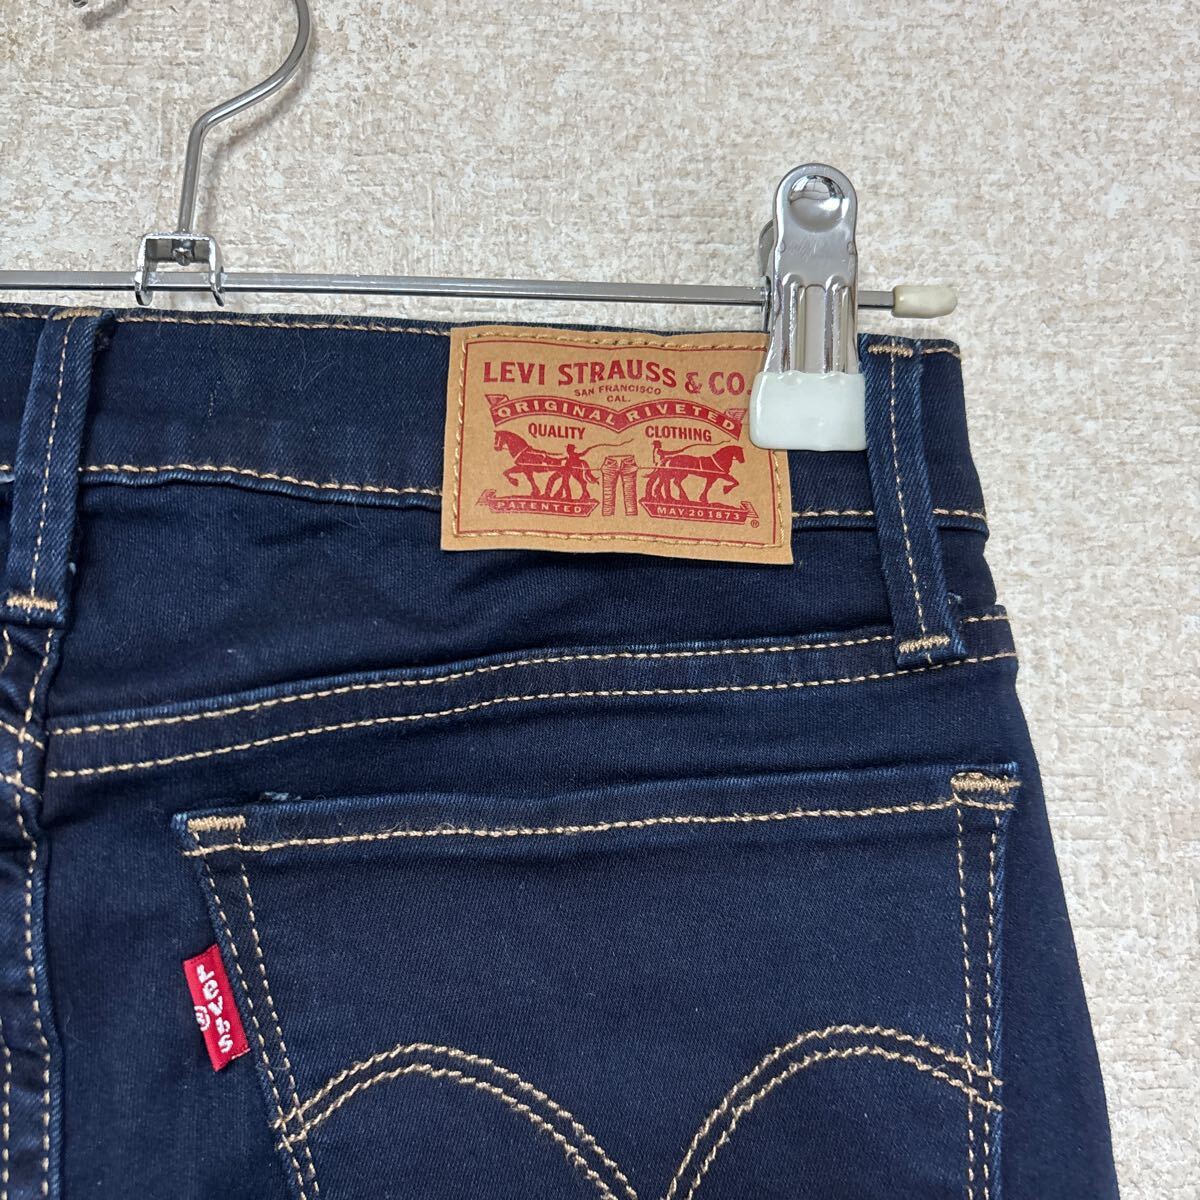 LEVI STRAUSS & CO.
SAN FRANCISCO
CAL.
ORIGINAL RIVETED
QUALITY CLOTHING
PATENTED MAY 20 1873 ®
Levi's
®